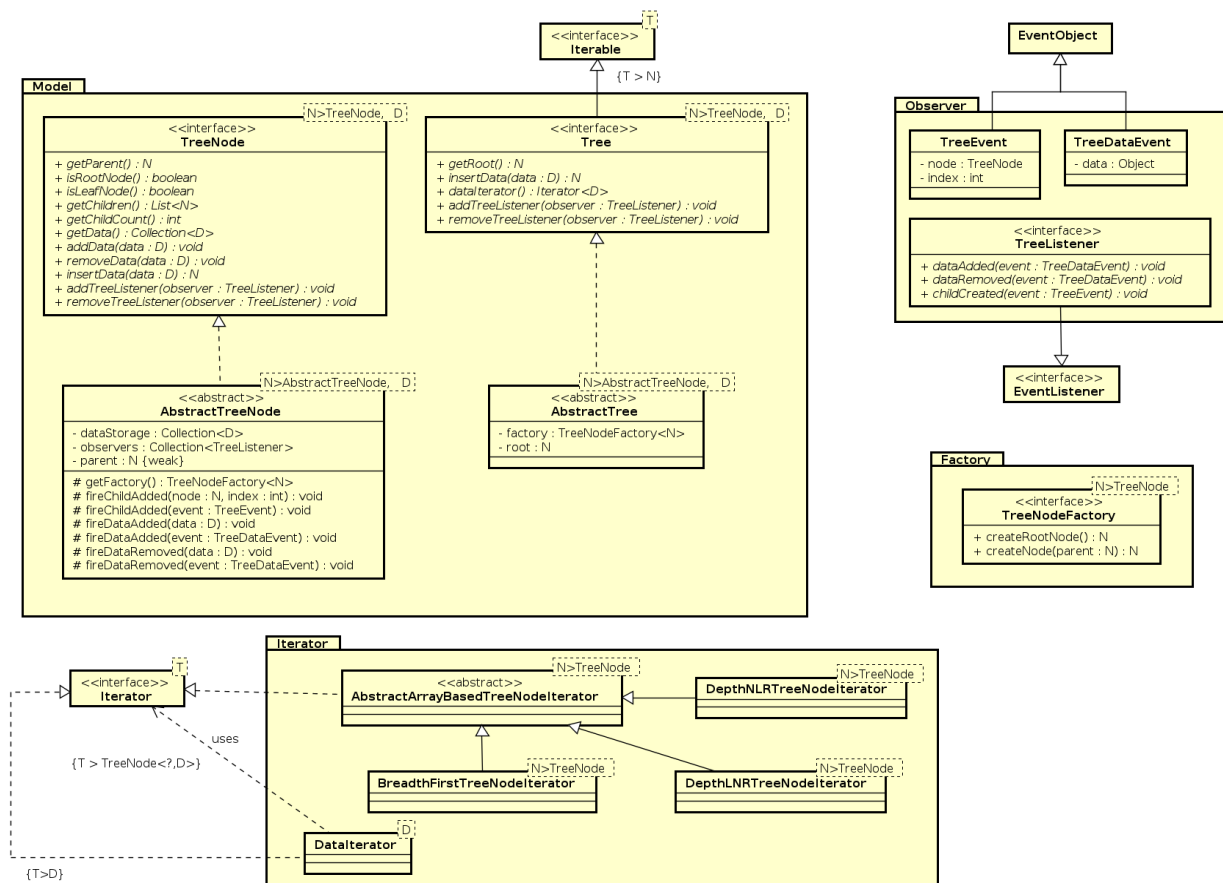 T
<<interface>>
Iterable
{T > N}
EventObject
Model
N>TreeNode, D
<<interface>>
TreeNode
+ getParent() : N
+ isRootNode() : boolean
+ isLeafNode() : boolean
+ getChildren() : List<N>
+ getChildCount() : int
+ getData() : Collection<D>
+ addData(data : D) : void
+ removeData(data : D) : void
+ insertData(data : D) : N
+ addTreeListener(observer : TreeListener) : void
+ removeTreeListener(observer : TreeListener) : void
N>TreeNode, D
<<interface>>
Tree
+ getRoot() : N
+ insertData(data : D) : N
+ dataIterator() : Iterator<D>
+ addTreeListener(observer : TreeListener) : void
+ removeTreeListener(observer : TreeListener) : void
N>AbstractTreeNode, D
<<abstract>>
AbstractTreeNode
- dataStorage : Collection<D>
- observers : Collection<TreeListener>
- parent : N {weak}
# getFactory() : TreeNodeFactory<N>
# fireChildAdded(node : N, index : int) : void
# fireChildAdded(event : TreeEvent) : void
# fireDataAdded(data : D) : void
# fireDataAdded(event : TreeDataEvent) : void
# fireDataRemoved(data : D) : void
# fireDataRemoved(event : TreeDataEvent) : void
N>AbstractTreeNode, D
<<abstract>>
AbstractTree
- factory : TreeNodeFactory<N>
- root : N
Observer
TreeEvent
- node : TreeNode
- index : int
TreeDataEvent
- data : Object
<<interface>>
TreeListener
+ dataAdded(event : TreeDataEvent) : void
+ dataRemoved(event : TreeDataEvent) : void
+ childCreated(event : TreeEvent) : void
<<interface>>
EventListener
Factory
N>TreeNode
<<interface>>
TreeNodeFactory
+ createRootNode() : N
+ createNode(parent : N) : N
T
<<interface>>
Iterator
uses
{T > TreeNode<?,D>}
{T>D}
Iterator
N>TreeNode
<<abstract>>
AbstractArrayBasedTreeNodeIterator
N>TreeNode
DepthNLRTreeNodeIterator
N>TreeNode
BreadthFirstTreeNodeIterator
N>TreeNode
DepthLNRTreeNodeIterator
D
DataIterator